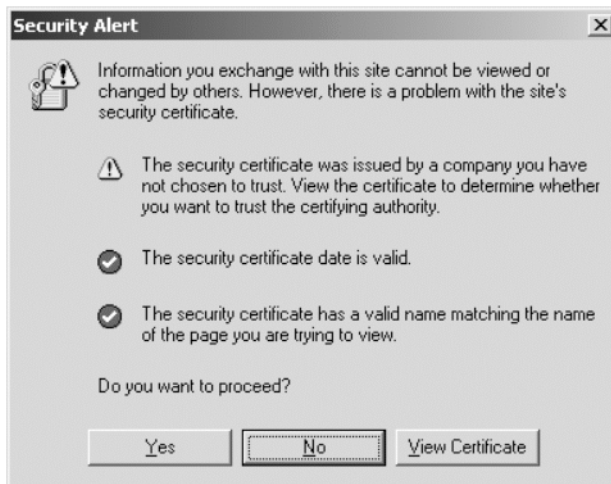 Security Alert
Information you exchange with this site cannot be viewed or
changed by others. However, there is a problem with the site's
security certificate.
The security certificate was issued by a company you have
not chosen to trust. View the certificate to determine whether
you want to trust the certifying authority.
The security certificate date is valid.
The security certificate has a valid name matching the name
of the page you are trying to view.
Do you want to proceed?
Yes No View Certificate